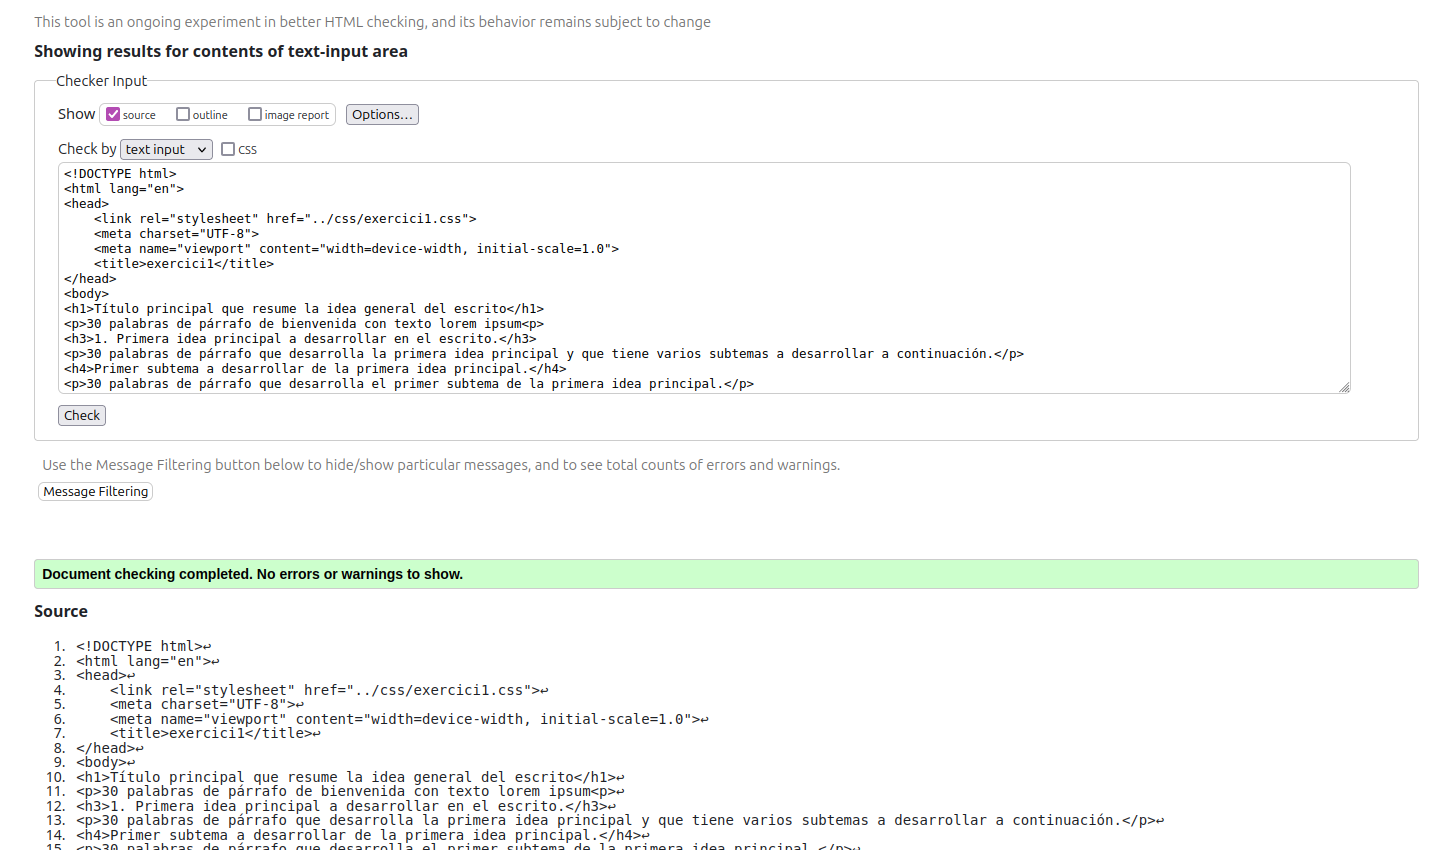 This tool is an ongoing experiment in better HTML checking, and its behavior remains subject to change
Showing results for contents of text-input area
Checker Input
Show source outline image report Options...
Check by text input css
<!DOCTYPE html>
<html lang="en">
<head>
    <link rel="stylesheet" href="../css/exercici1.css">
    <meta charset="UTF-8">
    <meta name="viewport" content="width=device-width, initial-scale=1.0">
    <title>exercici1</title>
</head>
<body>
<h1>Título principal que resume la idea general del escrito</h1>
<p>30 palabras de párrafo de bienvenida con texto lorem ipsum<p>
<h3>1. Primera idea principal a desarrollar en el escrito.</h3>
<p>30 palabras de párrafo que desarrolla la primera idea principal y que tiene varios subtemas a desarrollar a continuación.</p>
<h4>Primer subtema a desarrollar de la primera idea principal.</h4>
<p>30 palabras de párrafo que desarrolla el primer subtema de la primera idea principal.</p>
Check
Use the Message Filtering button below to hide/show particular messages, and to see total counts of errors and warnings.
Message Filtering
Document checking completed. No errors or warnings to show.
Source
1. <!DOCTYPE html>↩
2. <html lang="en">↩
3. <head>↩
4.     <link rel="stylesheet" href="../css/exercici1.css">↩
5.     <meta charset="UTF-8">↩
6.     <meta name="viewport" content="width=device-width, initial-scale=1.0">↩
7.     <title>exercici1</title>↩
8. </head>↩
9. <body>↩
10. <h1>Título principal que resume la idea general del escrito</h1>↩
11. <p>30 palabras de párrafo de bienvenida con texto lorem ipsum<p>↩
12. <h3>1. Primera idea principal a desarrollar en el escrito.</h3>↩
13. <p>30 palabras de párrafo que desarrolla la primera idea principal y que tiene varios subtemas a desarrollar a continuación.</p>↩
14. <h4>Primer subtema a desarrollar de la primera idea principal.</h4>↩
15. <p>30 palabras de párrafo que desarrolla el primer subtema de la primera idea principal.</p>↩